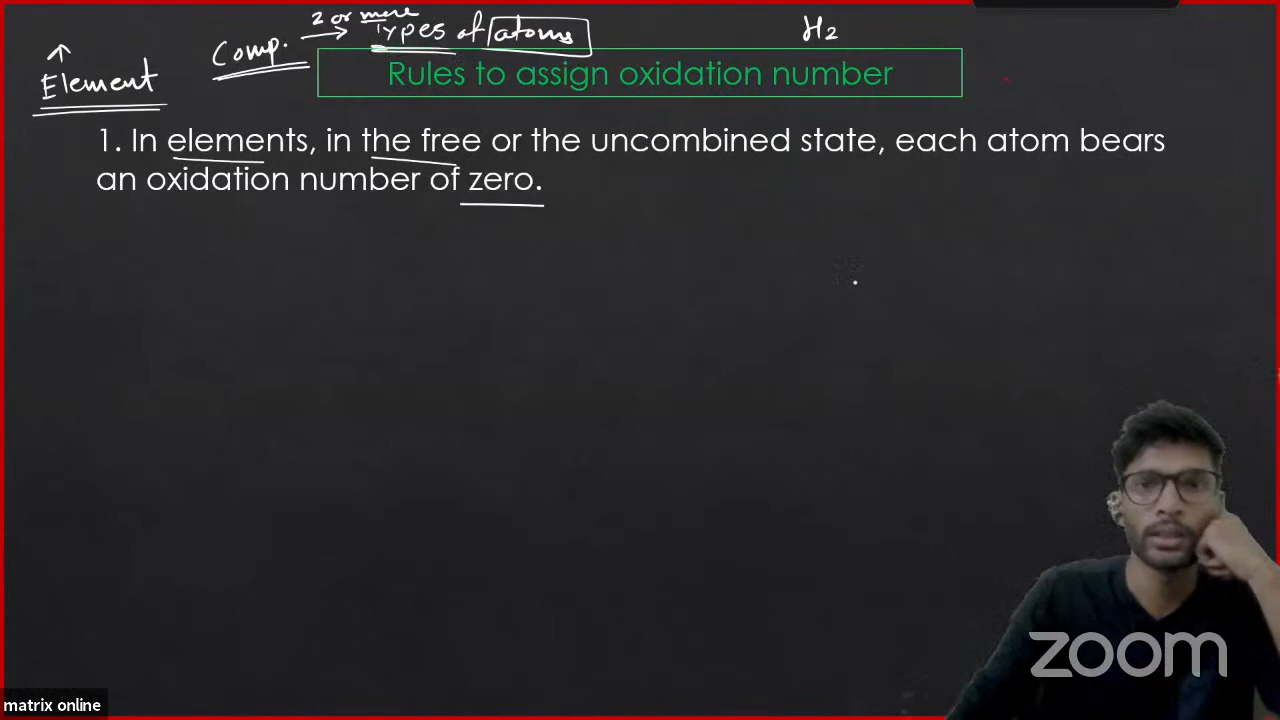 2 or more
Comp. → Types of atoms
H2
↑
Element
Rules to assign oxidation number
1. In elements, in the free or the uncombined state, each atom bears
an oxidation number of zero.
zoom
matrix online